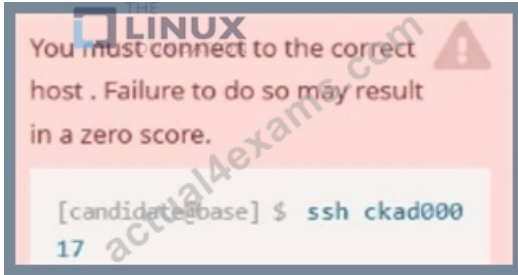 THE
LINUX
FOUNDATION
You must connect to the correct
host . Failure to do so may result
in a zero score.
[candidate@base] $ ssh ckad000
17
actual4exams.com